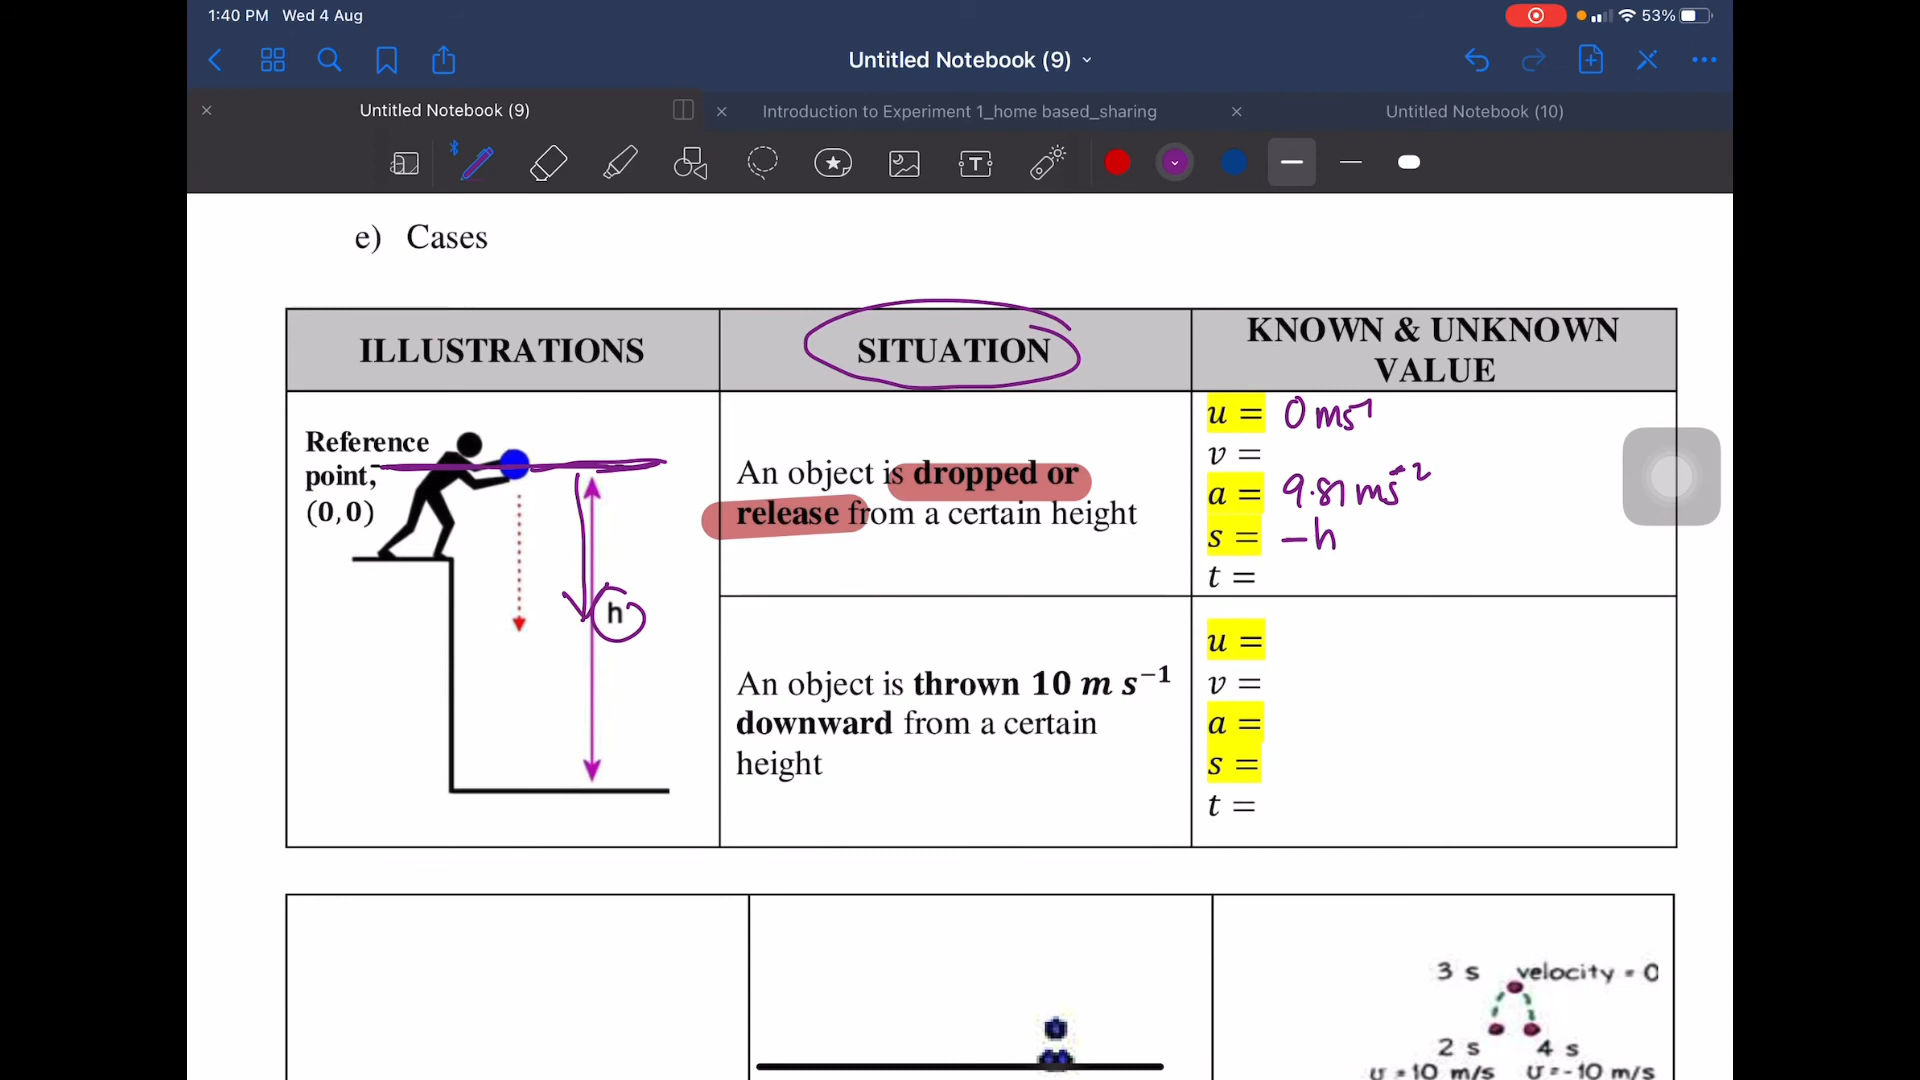 1:40 PM Wed 4 Aug
53%
Untitled Notebook (9)
Untitled Notebook (9)
Introduction to Experiment 1_home based_sharing
Untitled Notebook (10)
e) Cases
ILLUSTRATIONS
SITUATION
KNOWN & UNKNOWN
VALUE
Reference
point,
(0,0)
h
An object is dropped or
release from a certain height
u = 0 ms⁻¹
v =
a = 9.81 ms⁻²
s = -h
t =
An object is thrown 10 m s⁻¹
downward from a certain
height
u =
v =
a =
s =
t =
3 s velocity = 0
2 s 4 s
υ = 10 m/s υ = -10 m/s